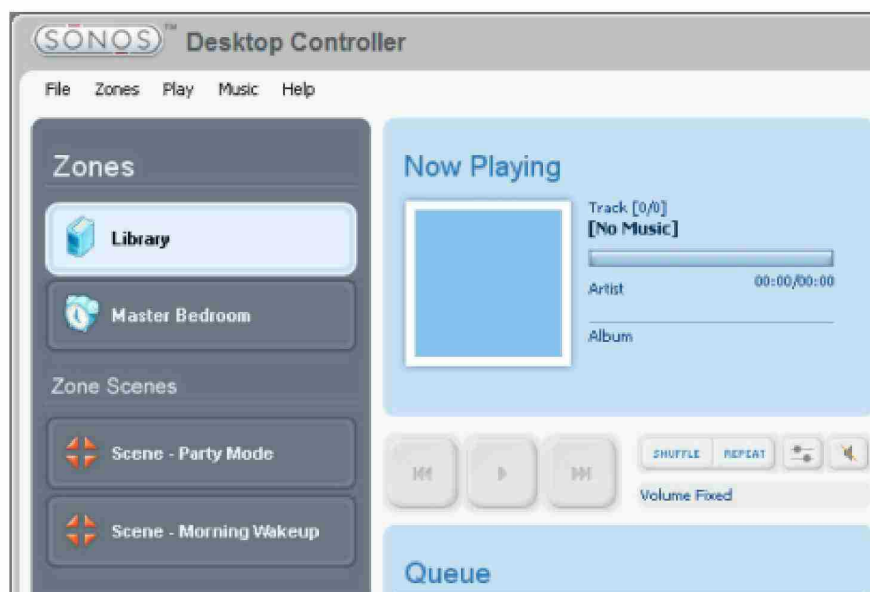 SONOS™ Desktop Controller
File Zones Play Music Help
Zones
Library
Master Bedroom
Zone Scenes
Scene - Party Mode
Scene - Morning Wakeup
Now Playing
Track [0/0]
[No Music]
00:00/00:00
Artist
Album
SHUFFLE REPEAT
Volume Fixed
Queue